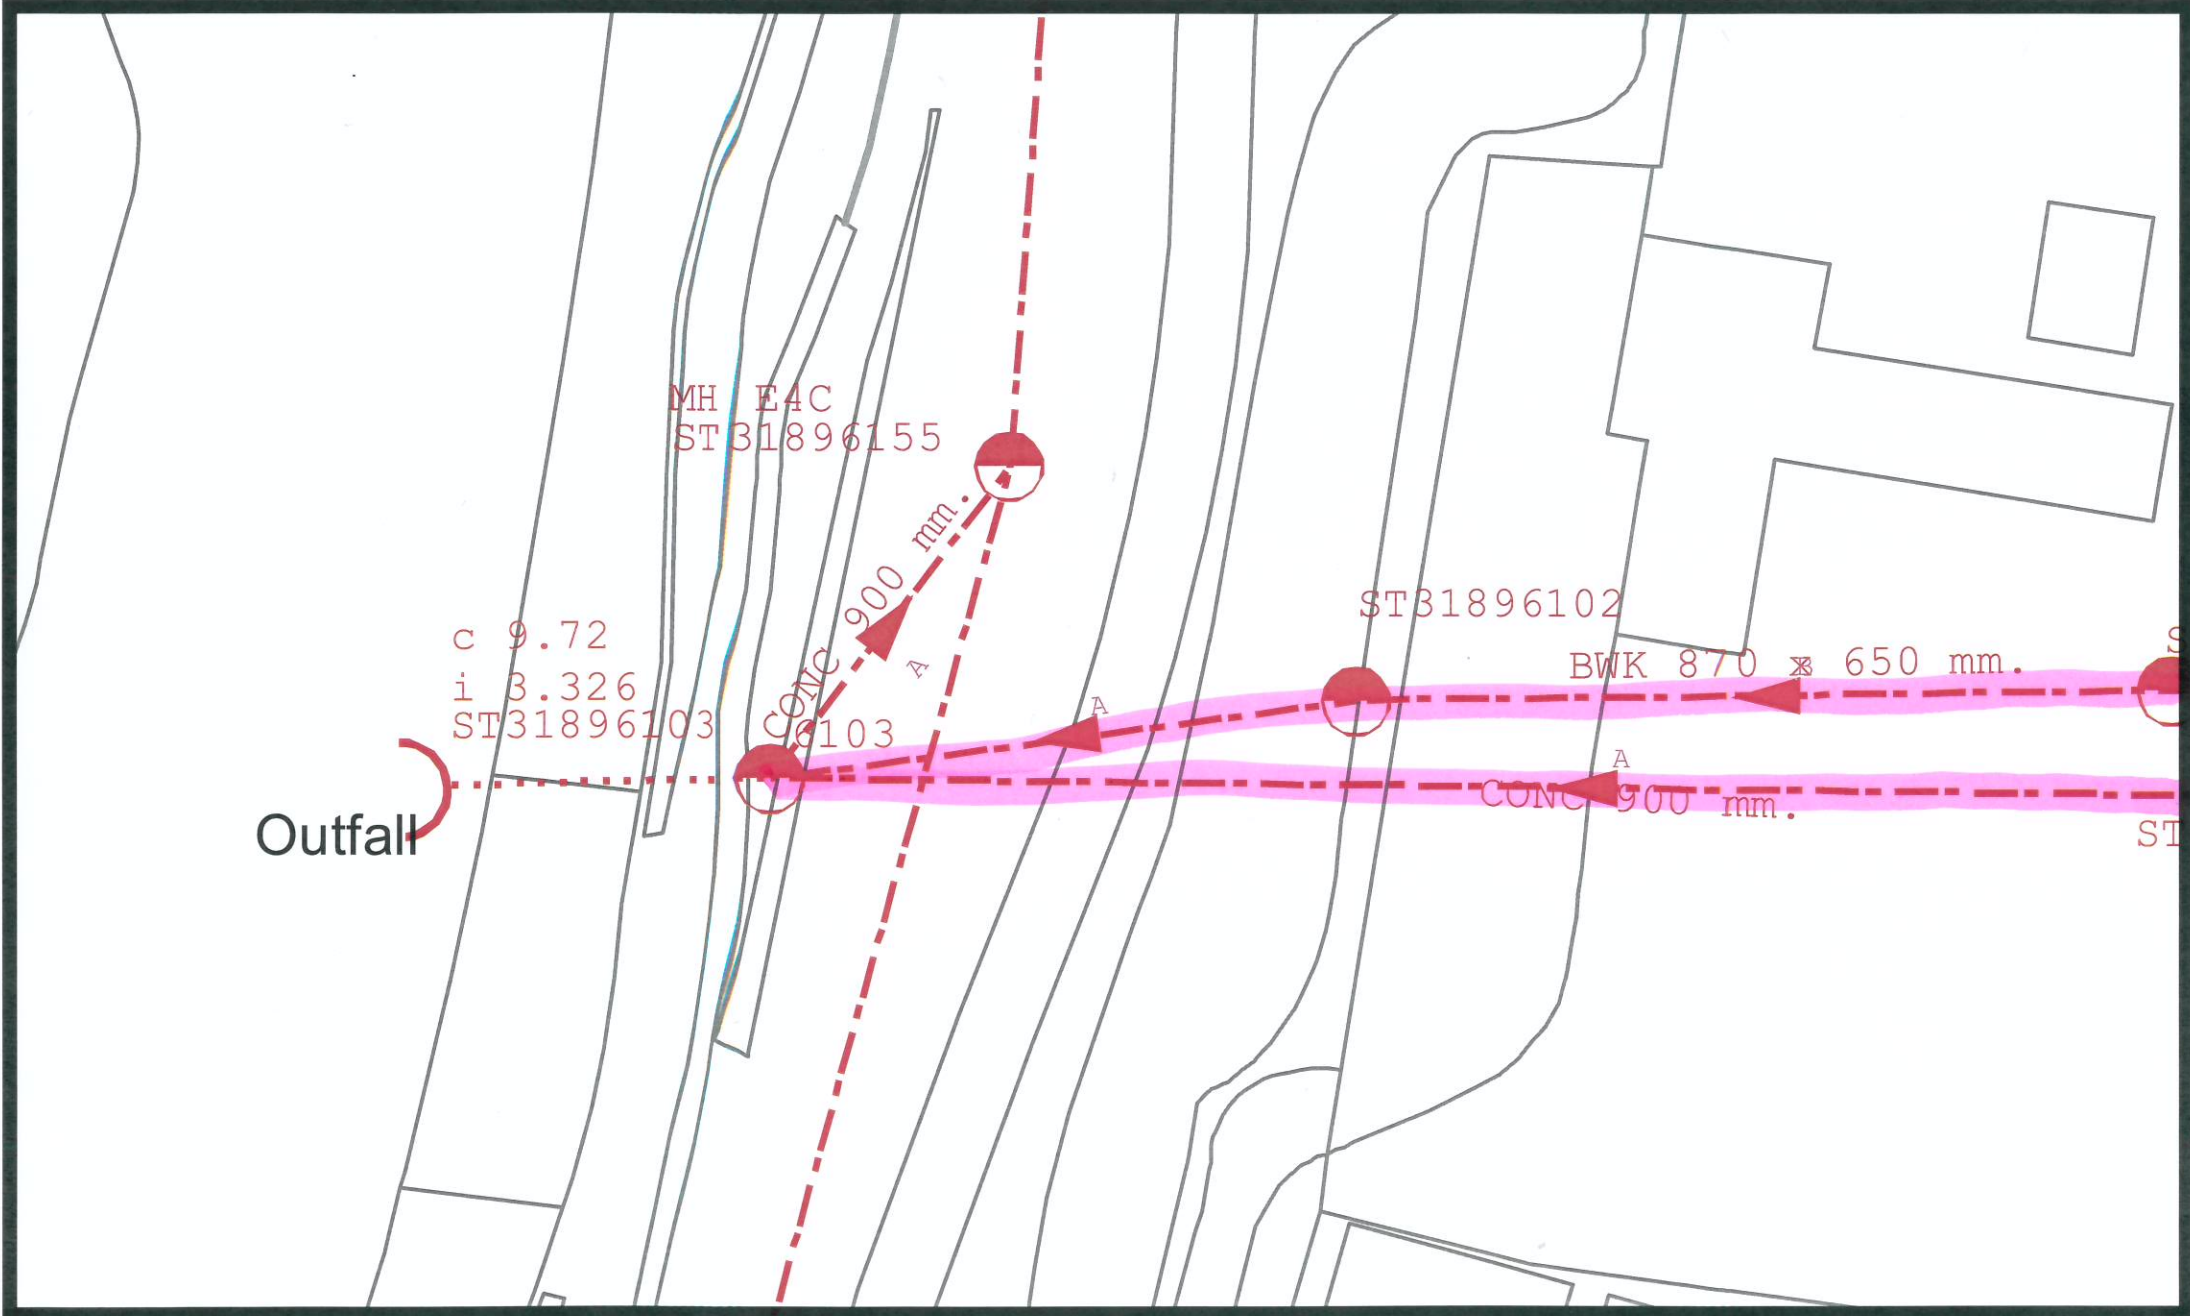 MH E4C
ST31896155
CONC 900 mm.
A
c 9.72
i 3.326
ST31896103
6103
Outfall
A
ST31896102
BWK 870 x 650 mm.
A
CONC 900 mm.
S
ST